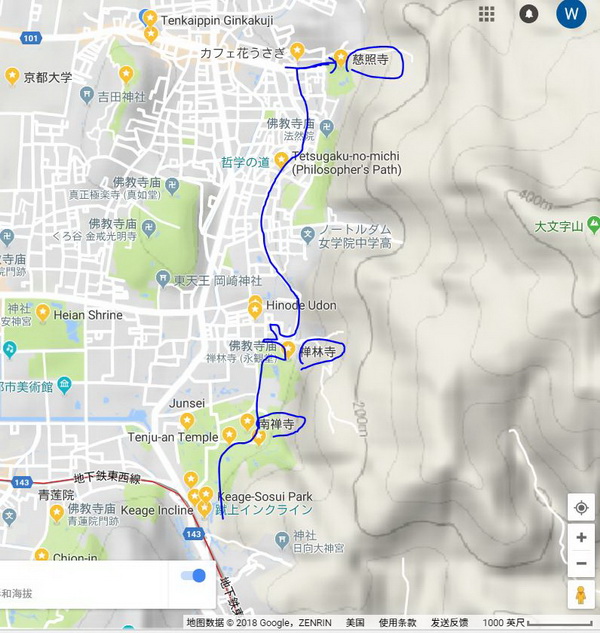 Tenkaippin Ginkakuji
W
101
カフェ花うさぎ
慈照寺
京都大学
吉田神社
佛教寺庙
法然院
哲学の道
Tetsugaku-no-michi
(Philosopher's Path)
佛教寺庙
真正極楽寺 (真如堂)
400m
佛教寺庙
くろ谷 金戒光明寺
ノートルダム
女学院中学高
大文字山
院門跡
東天王 岡崎神社
神社
安神宮
Heian Shrine
Hinode Udon
佛教寺庙
禅林寺 (永観堂)
禅林寺
都市美術館
200m
Junsei
南禅寺
Tenju-an Temple
143
地下鉄東西線
青蓮院
佛教寺庙
青蓮院門跡
Keage-Sosui Park
Keage Incline
蹴上インクライン
143
神社
日向大神宮
Chion-in
和海拔
地下鉄東
地图数据 © 2018 Google，ZENRIN
美国
使用条款
发送反馈
1000 英尺